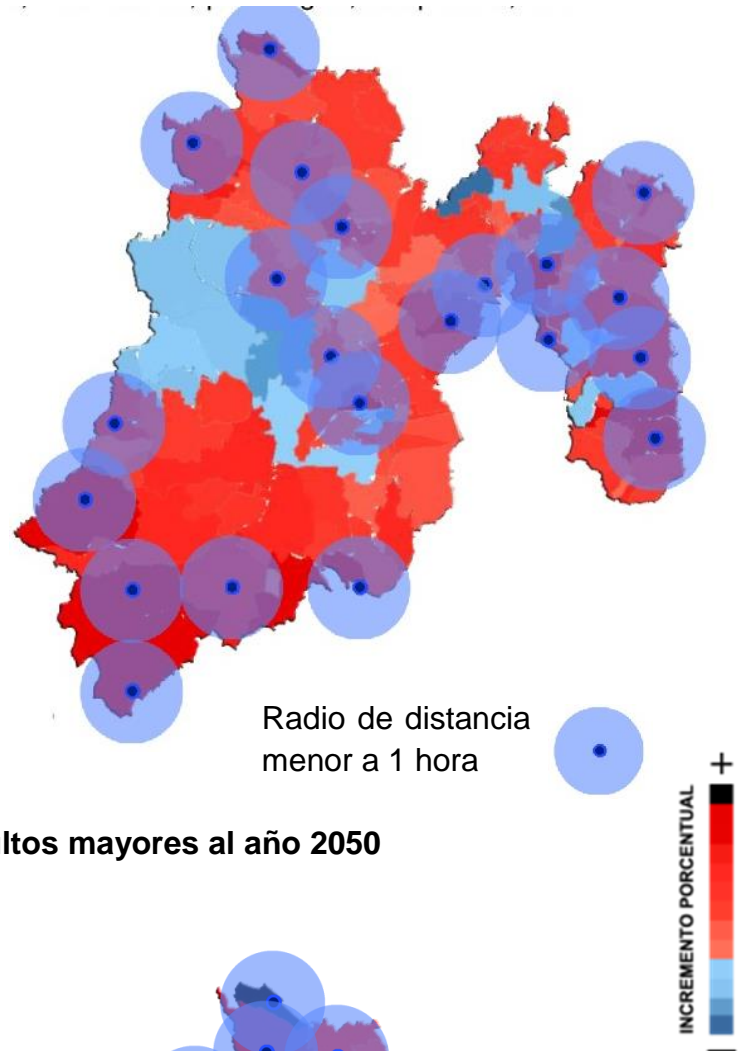 Radio de distancia
menor a 1 hora
ltos mayores al año 2050
+
INCREMENTO PORCENTUAL